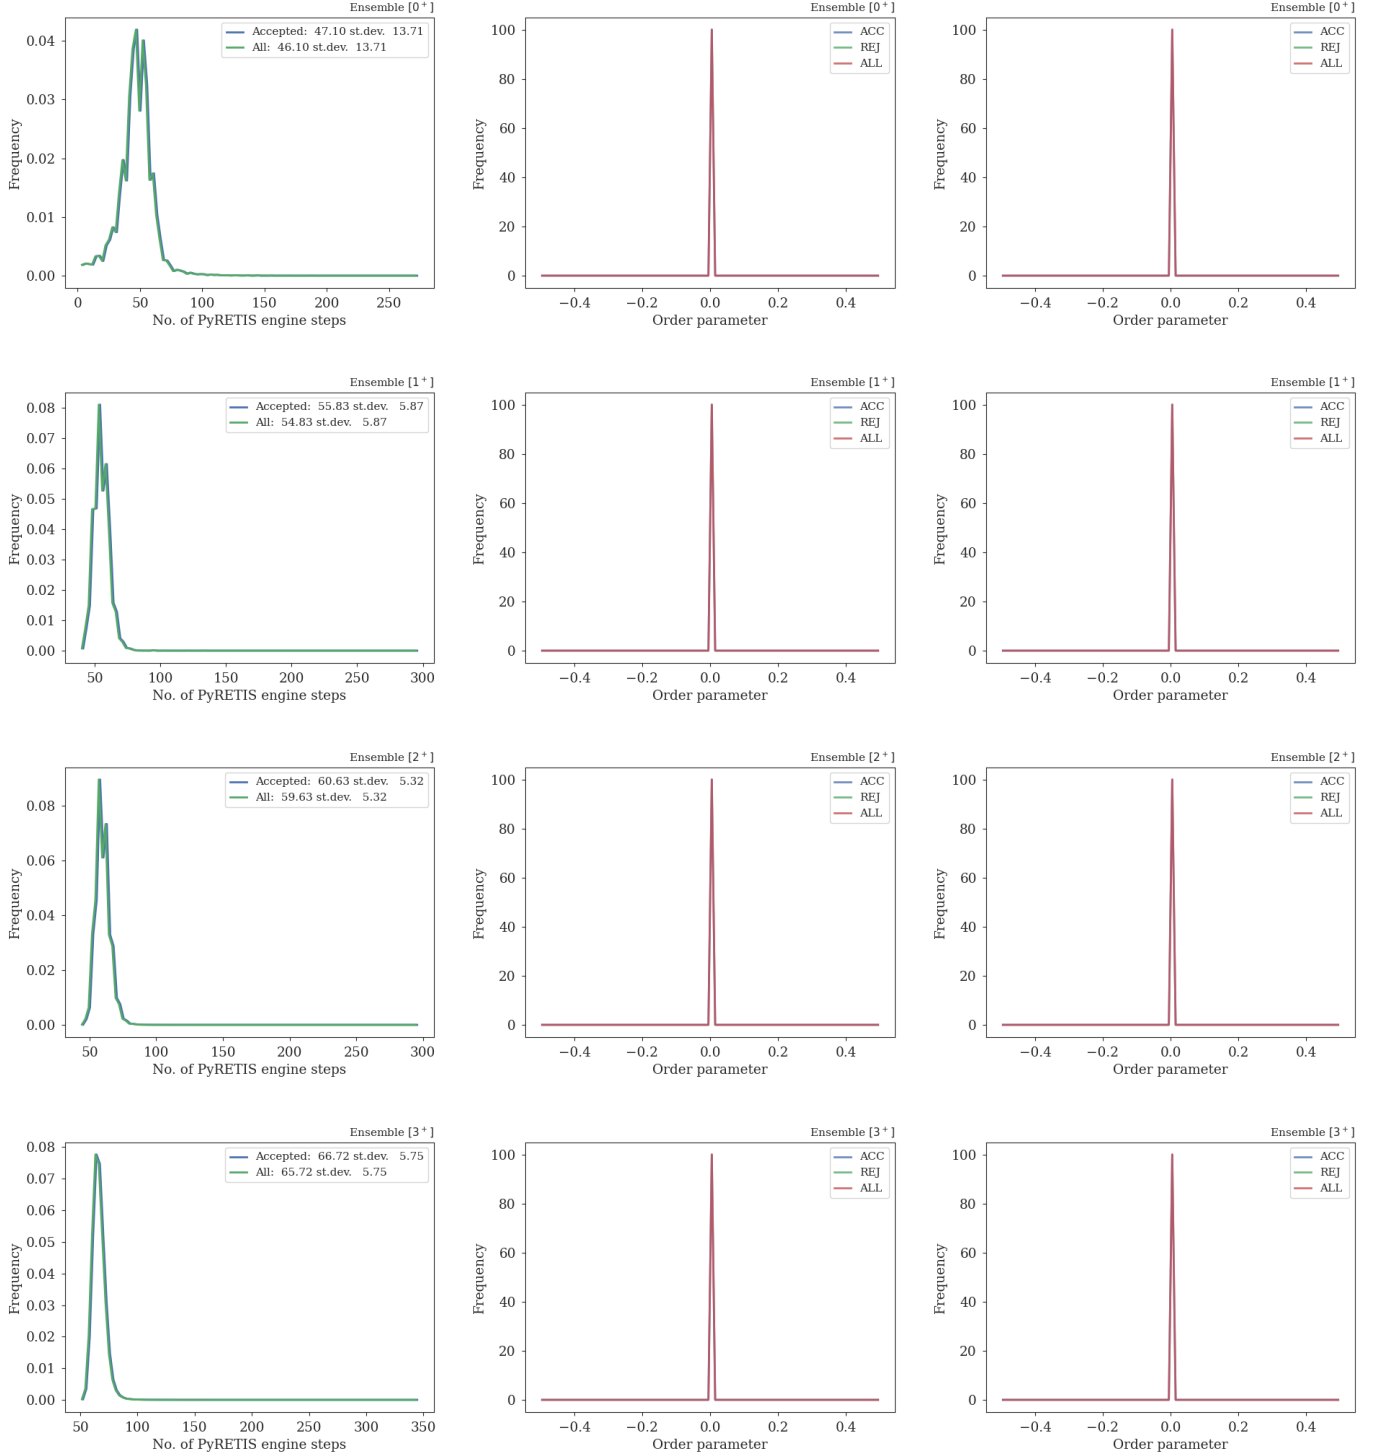 Ensemble [0⁺]
Accepted: 47.10 st.dev. 13.71
All: 46.10 st.dev. 13.71
Frequency
0.04
0.03
0.02
0.01
0.00
0 50 100 150 200 250
No. of PyRETIS engine steps
Ensemble [0⁺]
ACC
REJ
ALL
Frequency
100
80
60
40
20
0
−0.4 −0.2 0.0 0.2 0.4
Order parameter
Ensemble [0⁺]
ACC
REJ
ALL
Frequency
100
80
60
40
20
0
−0.4 −0.2 0.0 0.2 0.4
Order parameter
Ensemble [1⁺]
Accepted: 55.83 st.dev. 5.87
All: 54.83 st.dev. 5.87
Frequency
0.08
0.07
0.06
0.05
0.04
0.03
0.02
0.01
0.00
50 100 150 200 250 300
No. of PyRETIS engine steps
Ensemble [1⁺]
ACC
REJ
ALL
Frequency
100
80
60
40
20
0
−0.4 −0.2 0.0 0.2 0.4
Order parameter
Ensemble [1⁺]
ACC
REJ
ALL
Frequency
100
80
60
40
20
0
−0.4 −0.2 0.0 0.2 0.4
Order parameter
Ensemble [2⁺]
Accepted: 60.63 st.dev. 5.32
All: 59.63 st.dev. 5.32
Frequency
0.08
0.06
0.04
0.02
0.00
50 100 150 200 250 300
No. of PyRETIS engine steps
Ensemble [2⁺]
ACC
REJ
ALL
Frequency
100
80
60
40
20
0
−0.4 −0.2 0.0 0.2 0.4
Order parameter
Ensemble [2⁺]
ACC
REJ
ALL
Frequency
100
80
60
40
20
0
−0.4 −0.2 0.0 0.2 0.4
Order parameter
Ensemble [3⁺]
Accepted: 66.72 st.dev. 5.75
All: 65.72 st.dev. 5.75
Frequency
0.08
0.07
0.06
0.05
0.04
0.03
0.02
0.01
0.00
50 100 150 200 250 300 350
No. of PyRETIS engine steps
Ensemble [3⁺]
ACC
REJ
ALL
Frequency
100
80
60
40
20
0
−0.4 −0.2 0.0 0.2 0.4
Order parameter
Ensemble [3⁺]
ACC
REJ
ALL
Frequency
100
80
60
40
20
0
−0.4 −0.2 0.0 0.2 0.4
Order parameter